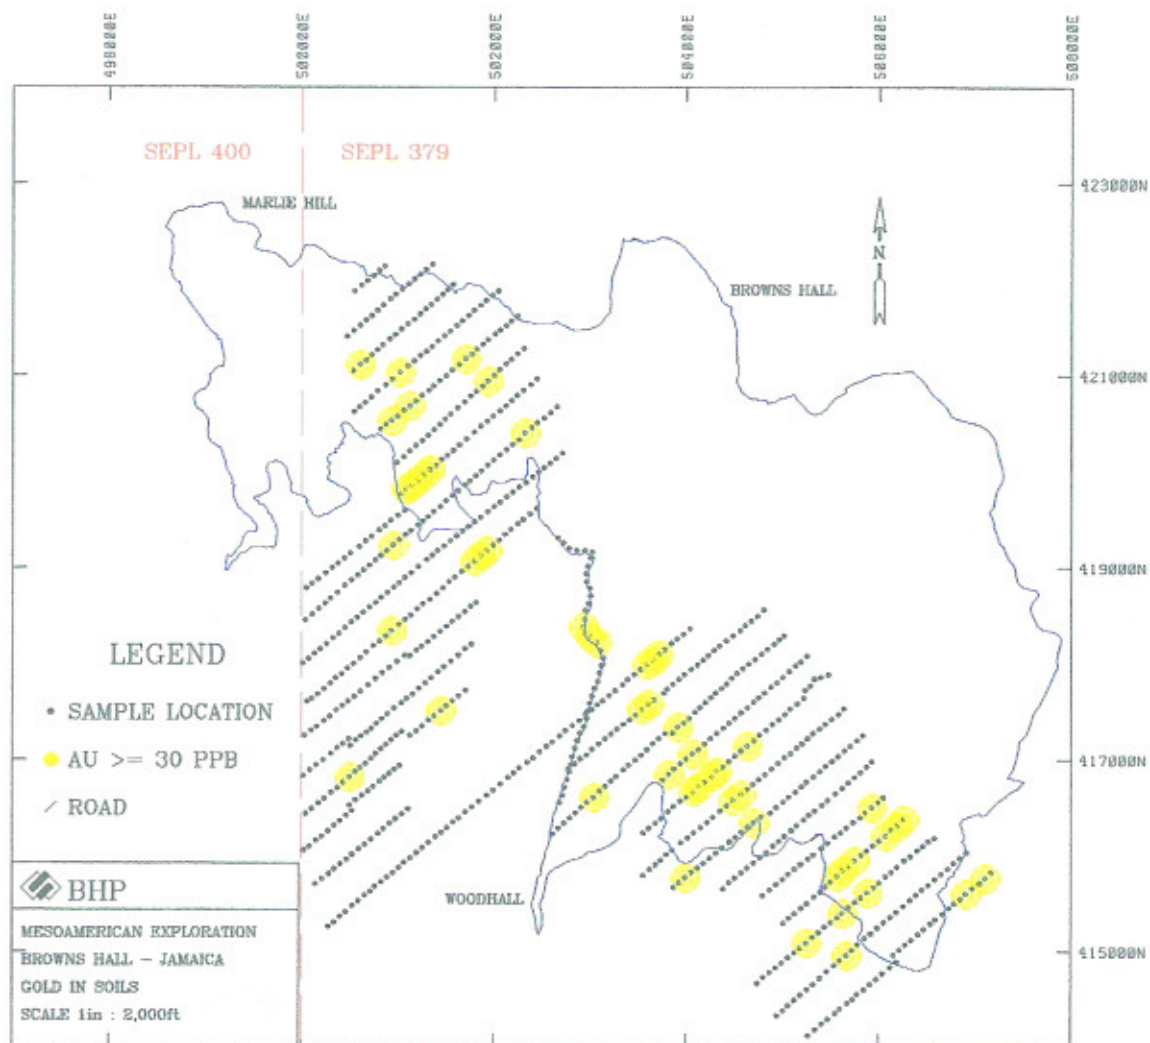 498000E
500000E
502000E
504000E
506000E
508000E
SEPL 400
SEPL 379
423000N
MARLIE HILL
N
BROWNS HALL
421000N
419000N
LEGEND
SAMPLE LOCATION
AU >= 30 PPB
ROAD
417000N
BHP
WOODHALL
MESOAMERICAN EXPLORATION
BROWNS HALL - JAMAICA
415000N
GOLD IN SOILS
SCALE 1in : 2,000ft